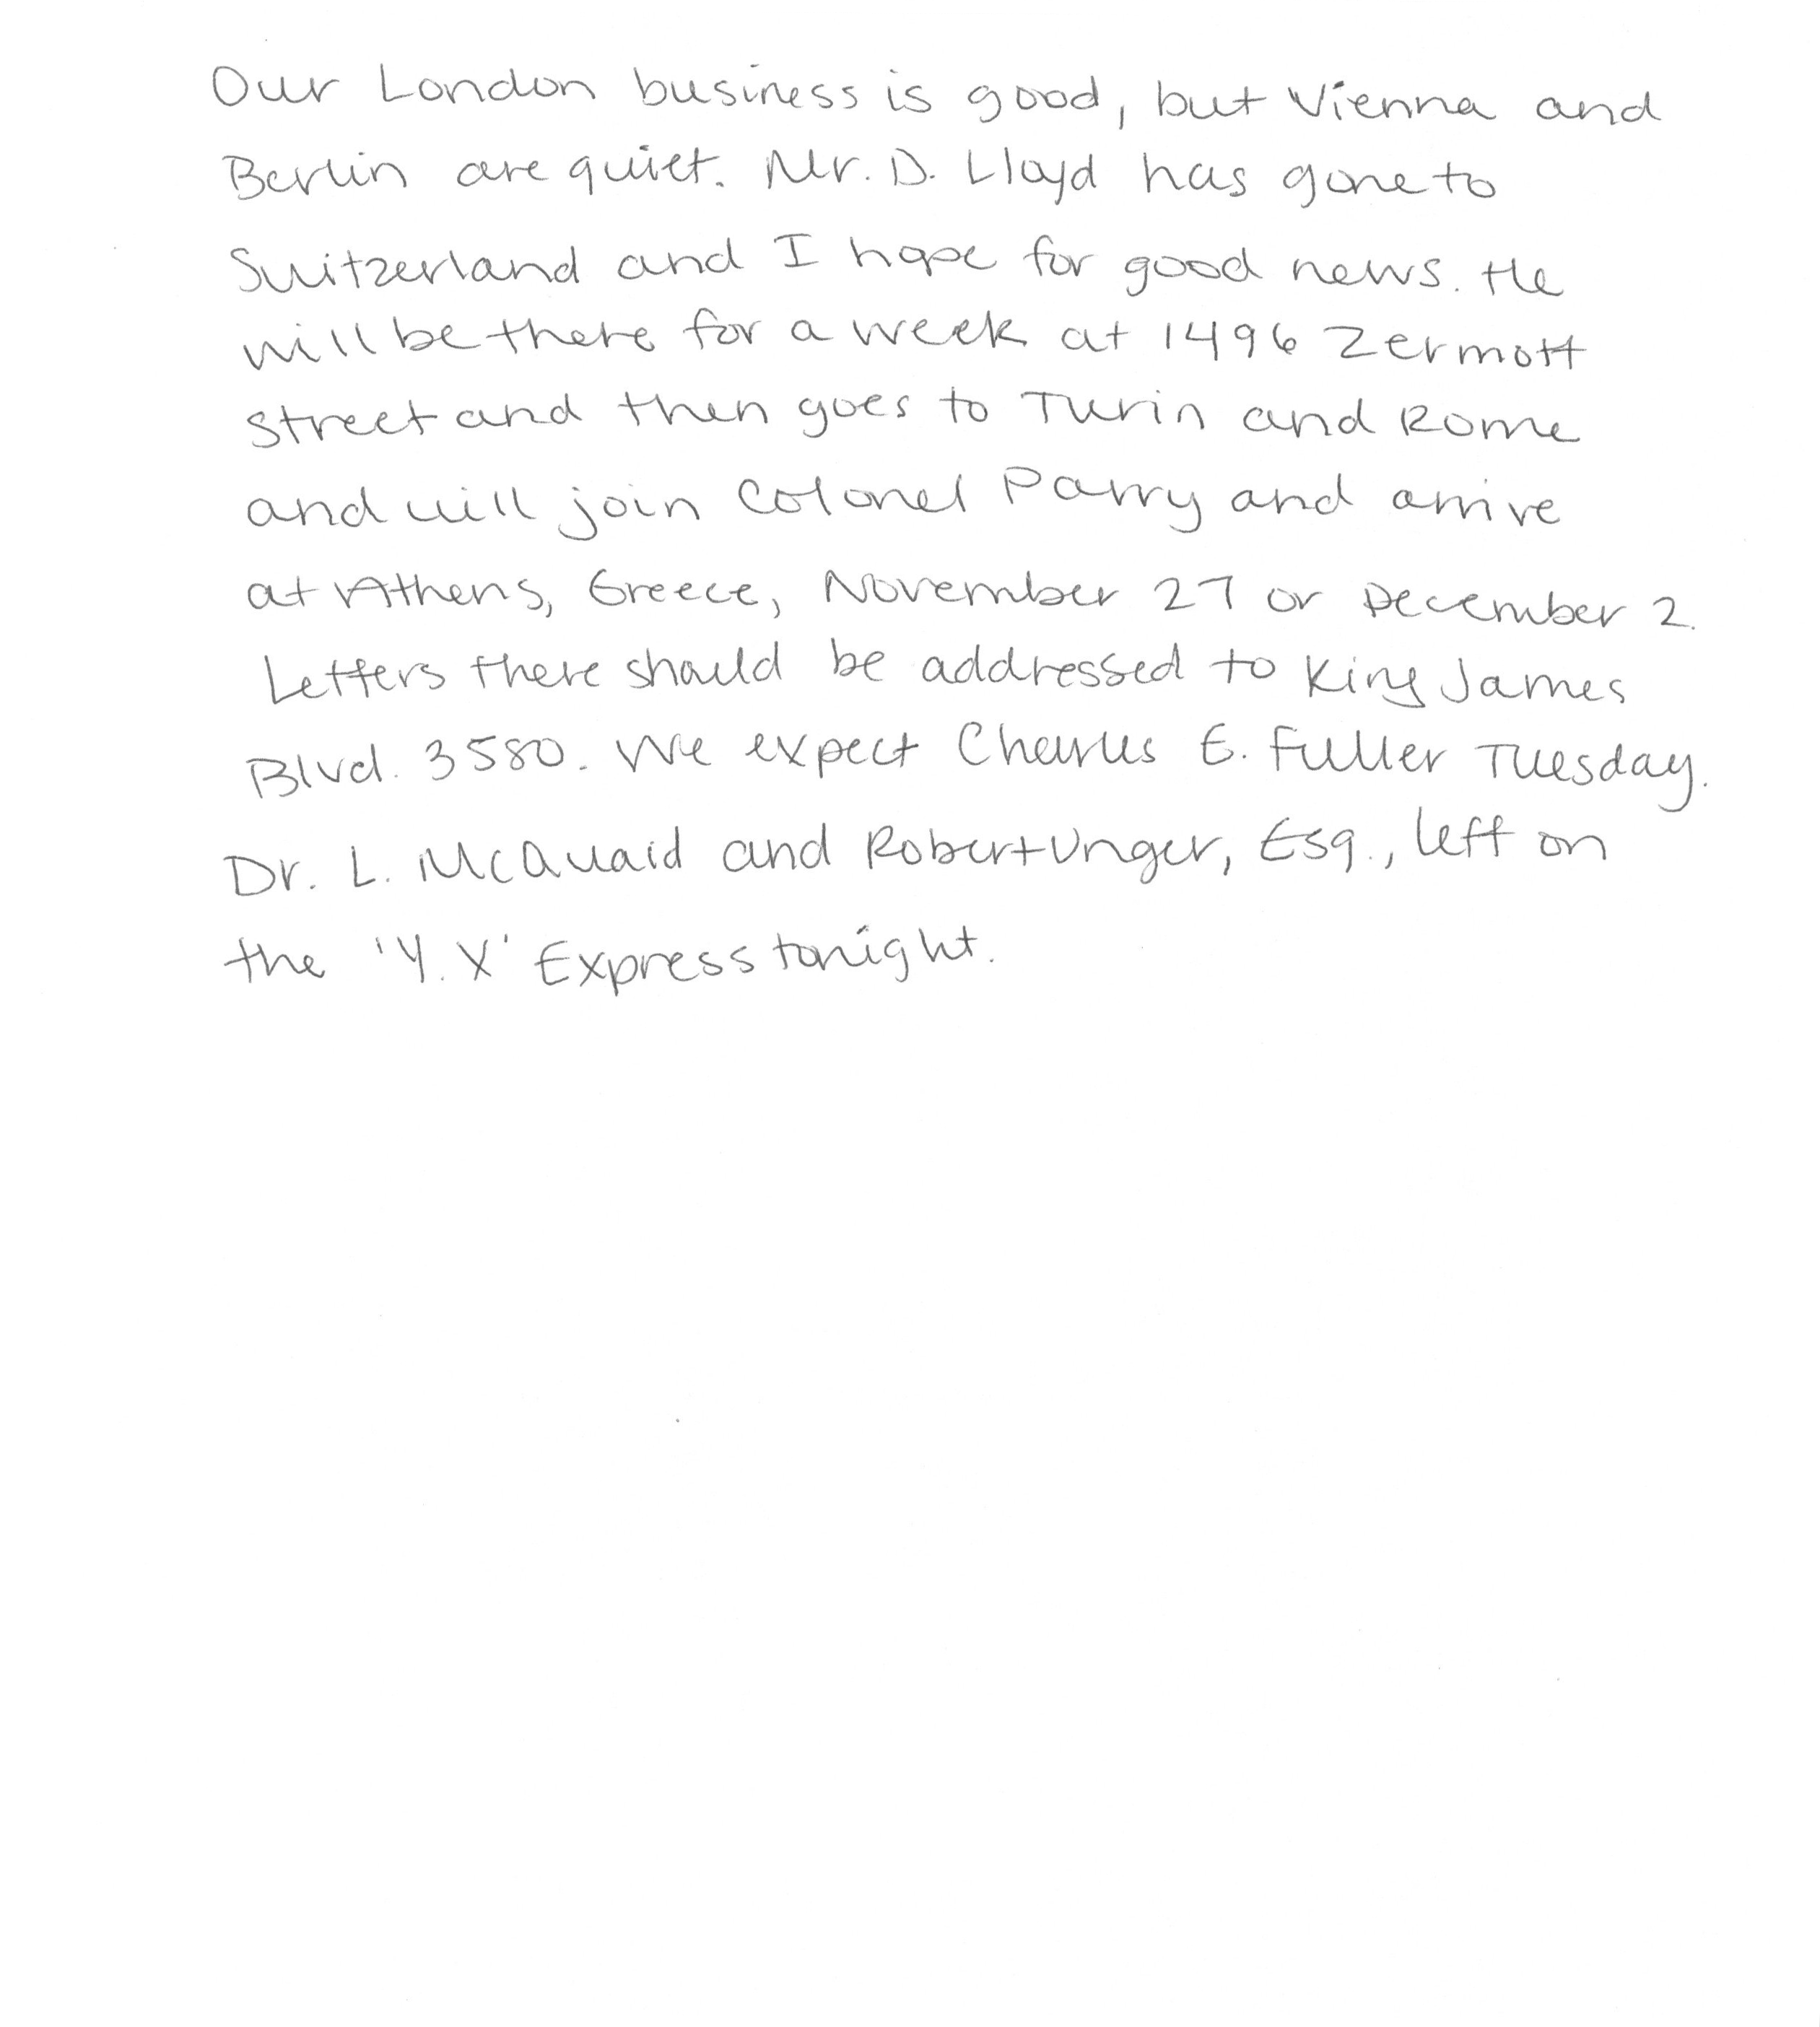 Our London business is good, but Vienna and
Berlin are quiet. Mr. D. Lloyd has gone to
Switzerland and I hope for good news. He
will be there for a week at 1496 Zermott
street and then goes to Turin and Rome
and will join Colonel Parry and arrive
at Athens, Greece, November 27 or December 2.
Letters there should be addressed to King James
Blvd. 3580. We expect Charles E. Fuller Tuesday.
Dr. L. McQuaid and Robert Unger, Esq., left on
the 'Y.X' Express tonight.